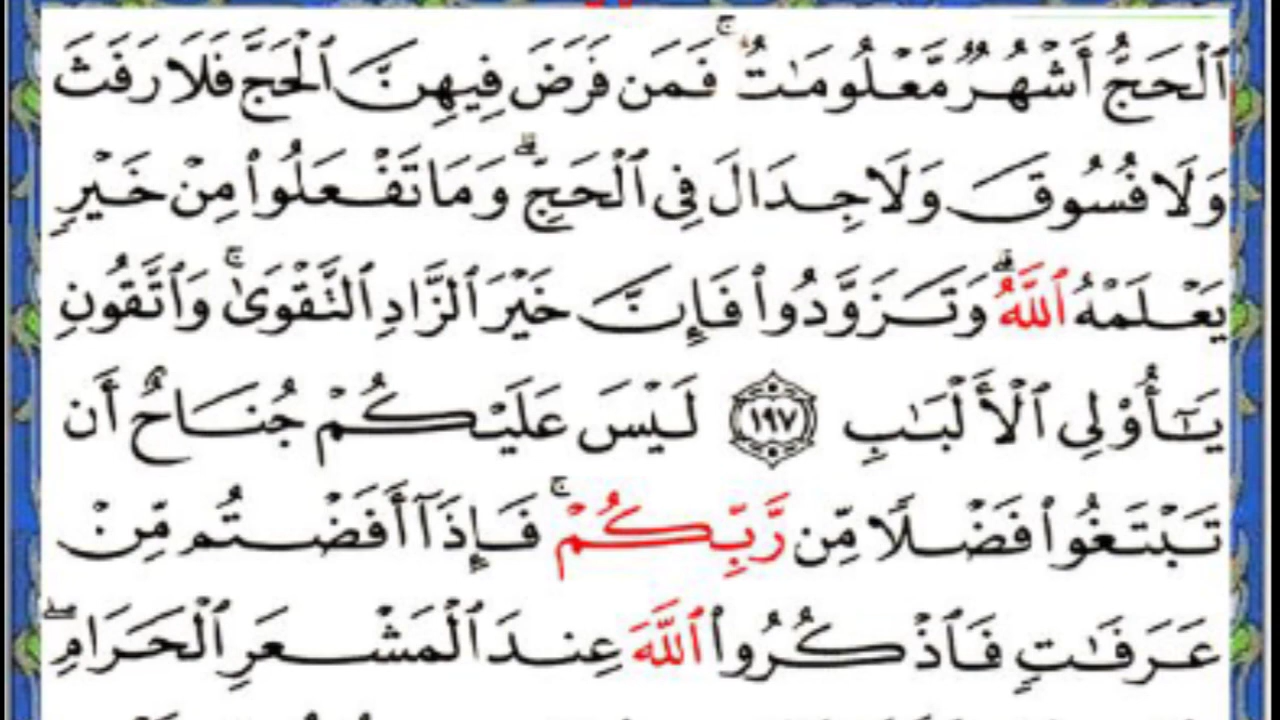 ٱلْحَجُّ أَشْهُرٌ مَّعْلُومَٰتٌ ۚ فَمَن فَرَضَ فِيهِنَّ ٱلْحَجَّ فَلَا رَفَثَ
وَلَا فُسُوقَ وَلَا جِدَالَ فِى ٱلْحَجِّ ۗ وَمَا تَفْعَلُوا۟ مِنْ خَيْرٍ
يَعْلَمْهُ ٱللَّهُ ۗ وَتَزَوَّدُوا۟ فَإِنَّ خَيْرَ ٱلزَّادِ ٱلتَّقْوَىٰ ۚ وَٱتَّقُونِ
يَٰٓأُو۟لِى ٱلْأَلْبَٰبِ ١٩٧ لَيْسَ عَلَيْكُمْ جُنَاحٌ أَن
تَبْتَغُوا۟ فَضْلًا مِّن رَّبِّكُمْ ۚ فَإِذَآ أَفَضْتُم مِّنْ
عَرَفَٰتٍ فَٱذْكُرُوا۟ ٱللَّهَ عِندَ ٱلْمَشْعَرِ ٱلْحَرَامِ ۖ